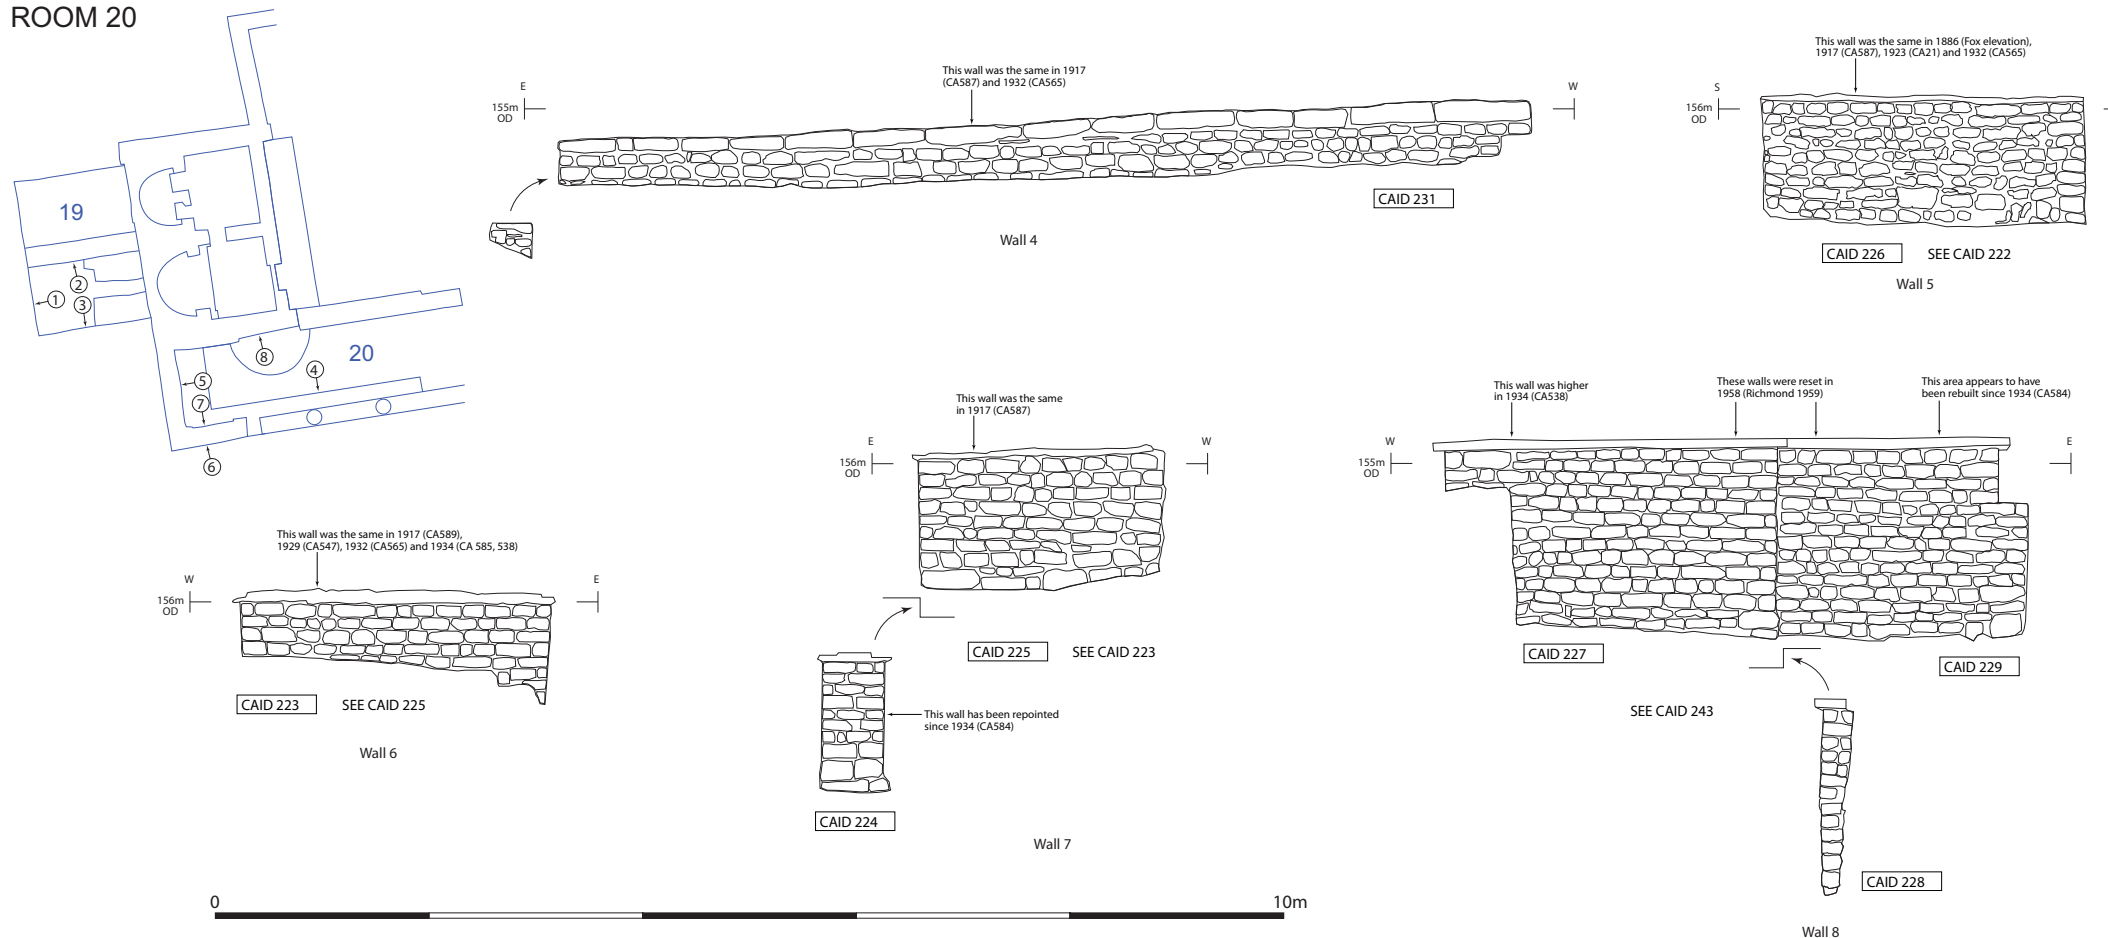 ROOM 20
19
20
1
2
3
4
5
6
7
8
This wall was the same in 1917
(CA587) and 1932 (CA565)
E
155m
OD
W
CAID 231
Wall 4
This wall was the same in 1886 (Fox elevation),
1917 (CA587), 1923 (CA21) and 1932 (CA565)
S
156m
OD
CAID 226
SEE CAID 222
Wall 5
This wall was the same in 1917 (CA589),
1929 (CA547), 1932 (CA565) and 1934 (CA 585, 538)
W
156m
OD
E
CAID 223
SEE CAID 225
Wall 6
This wall was the same
in 1917 (CA587)
E
156m
OD
W
CAID 225
SEE CAID 223
This wall has been repointed
since 1934 (CA584)
CAID 224
Wall 7
This wall was higher
in 1934 (CA538)
These walls were reset in
1958 (Richmond 1959)
This area appears to have
been rebuilt since 1934 (CA584)
W
155m
OD
E
CAID 227
CAID 229
SEE CAID 243
CAID 228
Wall 8
0
10m